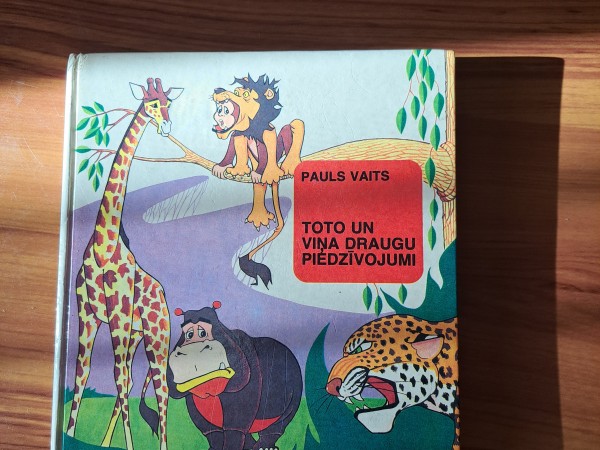 PAULS VAITS
TOTO UN
VIŅA DRAUGU
PIEDZĪVOJUMI